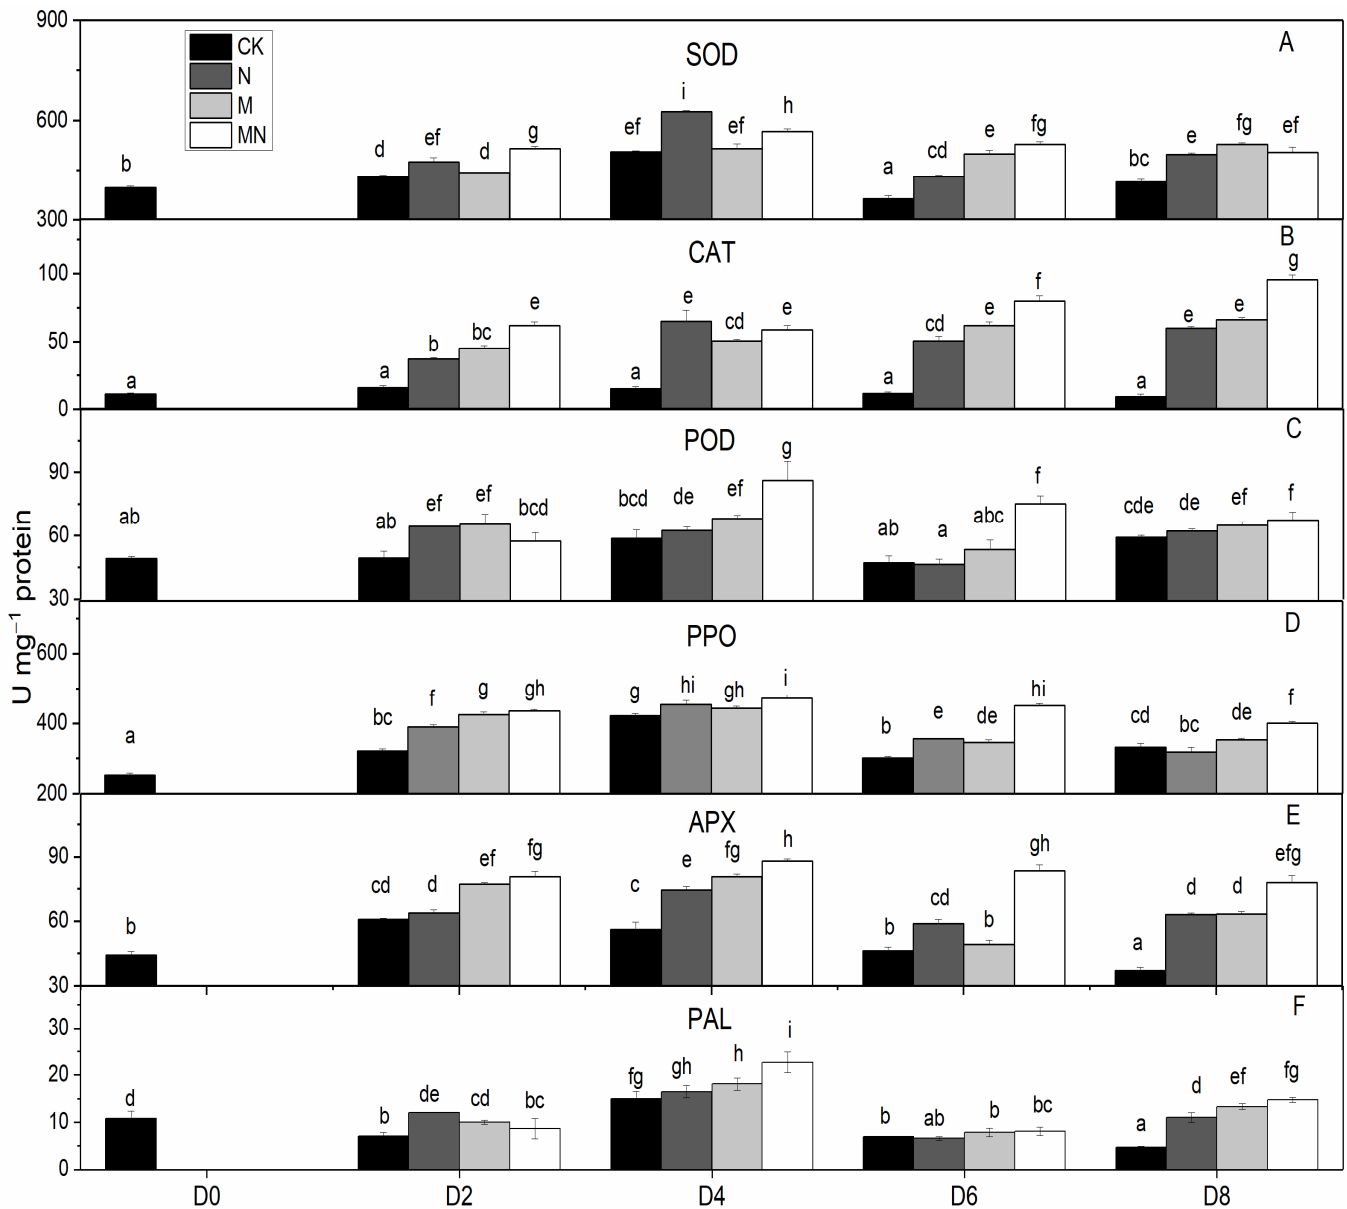 900
600
300
CK
N
M
MN
SOD
A
b
d
ef
d
g
ef
i
ef
h
a
cd
e
fg
bc
e
fg
ef
100
50
0
CAT
B
a
a
b
bc
e
a
e
cd
e
a
cd
e
f
a
e
e
g
90
60
30
POD
C
ab
ab
ef
ef
bcd
bcd
de
ef
g
ab
a
abc
f
cde
de
ef
f
U mg⁻¹ protein
600
400
200
PPO
D
a
bc
f
g
gh
g
hi
gh
i
b
e
de
hi
cd
bc
de
f
90
60
30
APX
E
b
cd
d
ef
fg
c
e
fg
h
b
cd
b
gh
a
d
d
efg
30
20
10
0
PAL
F
d
b
de
cd
bc
fg
gh
h
i
b
ab
b
bc
a
d
ef
fg
D0
D2
D4
D6
D8